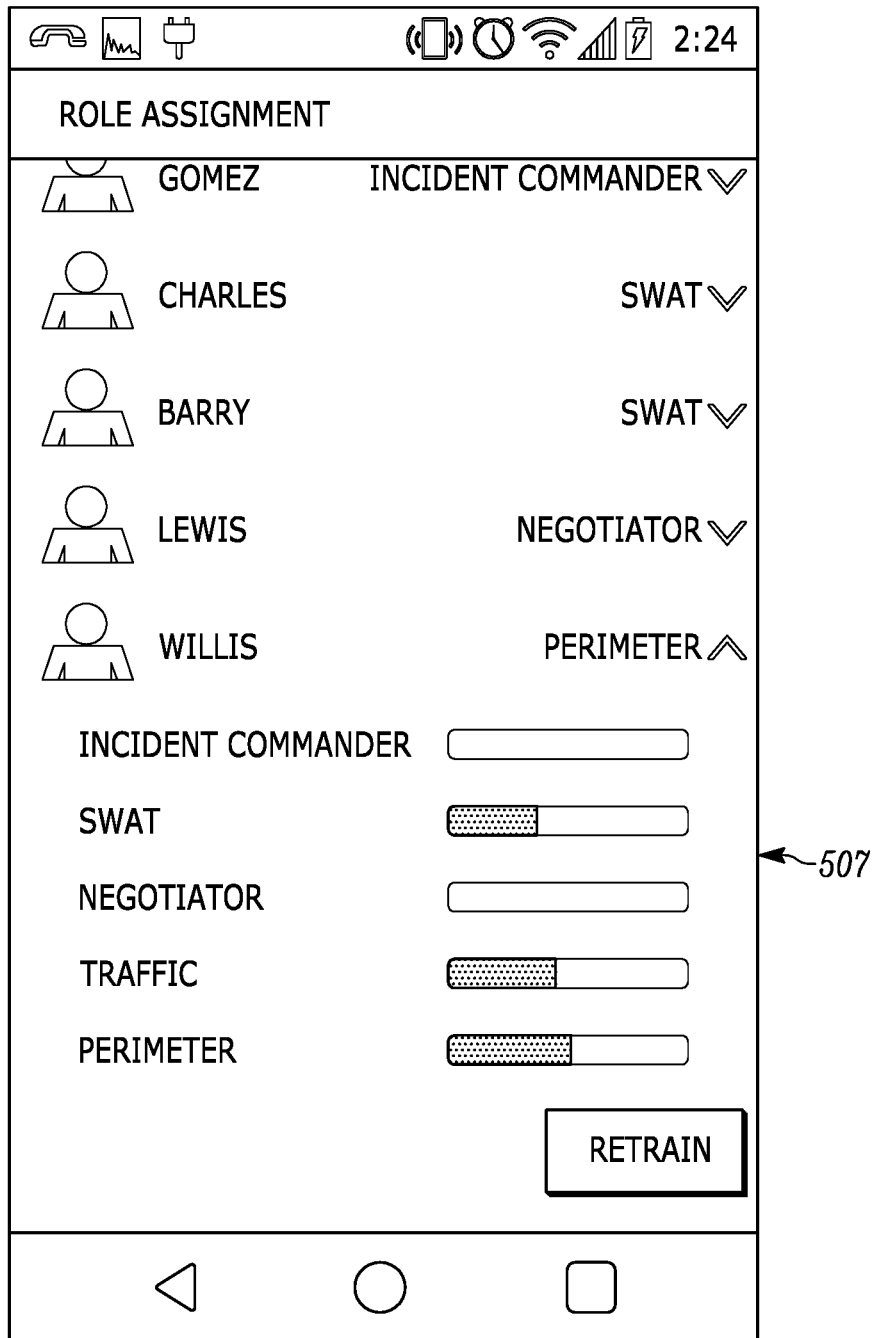 2:24
ROLE ASSIGNMENT
GOMEZ INCIDENT COMMANDER
CHARLES SWAT
BARRY SWAT
LEWIS NEGOTIATOR
WILLIS PERIMETER
INCIDENT COMMANDER
SWAT
507
NEGOTIATOR
TRAFFIC
PERIMETER
RETRAIN